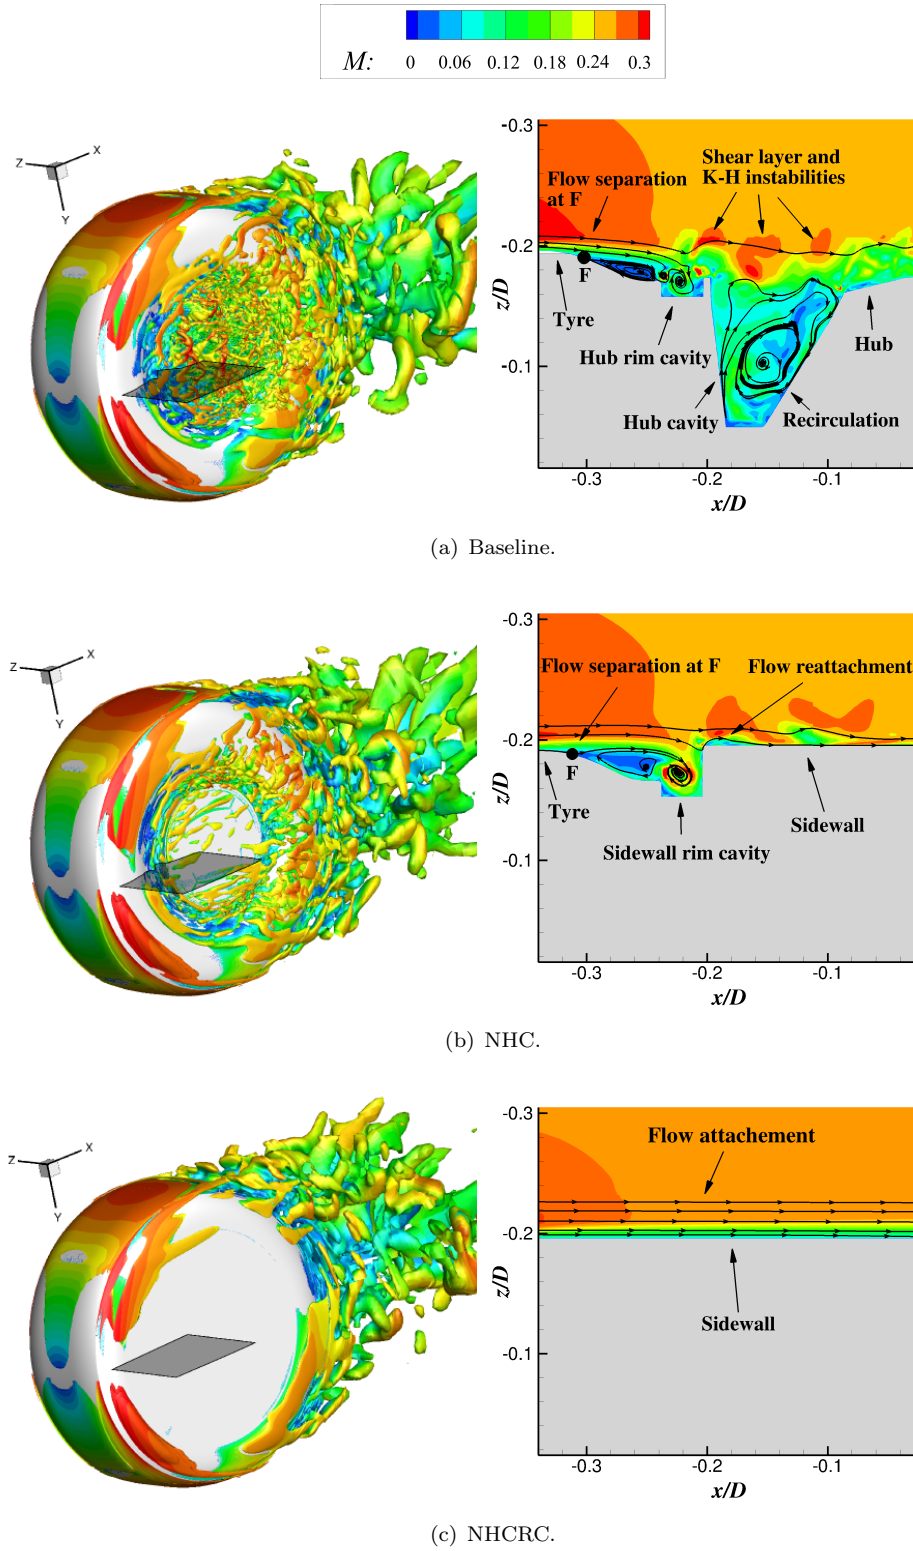 M: 0 0.06 0.12 0.18 0.24 0.3
Z X
Y
-0.3
Shear layer and
K-H instabilities
Flow separation
at F
-0.2
z/D
F
Tyre
Hub rim cavity
Hub
-0.1
Hub cavity
Recirculation
-0.3 -0.2 -0.1
x/D
(a) Baseline.
Z X
Y
-0.3
Flow separation at F
Flow reattachment
-0.2
z/D
F
Tyre
Sidewall
Sidewall rim cavity
-0.1
-0.3 -0.2 -0.1
x/D
(b) NHC.
Z X
Y
-0.3
Flow attachement
-0.2
z/D
Sidewall
-0.1
-0.3 -0.2 -0.1
x/D
(c) NHCRC.